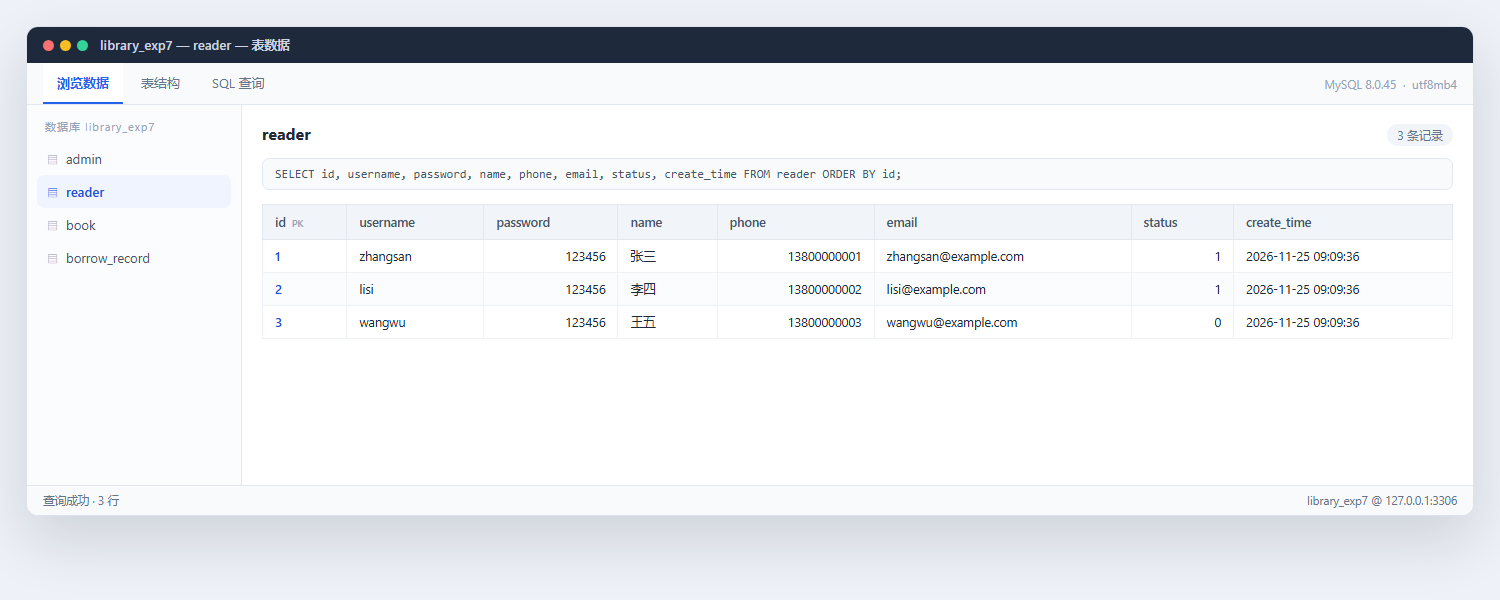 library_exp7 — reader — 表数据
浏览数据 表结构 SQL 查询 MySQL 8.0.45 · utf8mb4
数据库 library_exp7
admin
reader
book
borrow_record
reader 3 条记录
SELECT id, username, password, name, phone, email, status, create_time FROM reader ORDER BY id;
id PK username password name phone email status create_time
1 zhangsan 123456 张三 13800000001 zhangsan@example.com 1 2026-11-25 09:09:36
2 lisi 123456 李四 13800000002 lisi@example.com 1 2026-11-25 09:09:36
3 wangwu 123456 王五 13800000003 wangwu@example.com 0 2026-11-25 09:09:36
查询成功 · 3 行 library_exp7 @ 127.0.0.1:3306